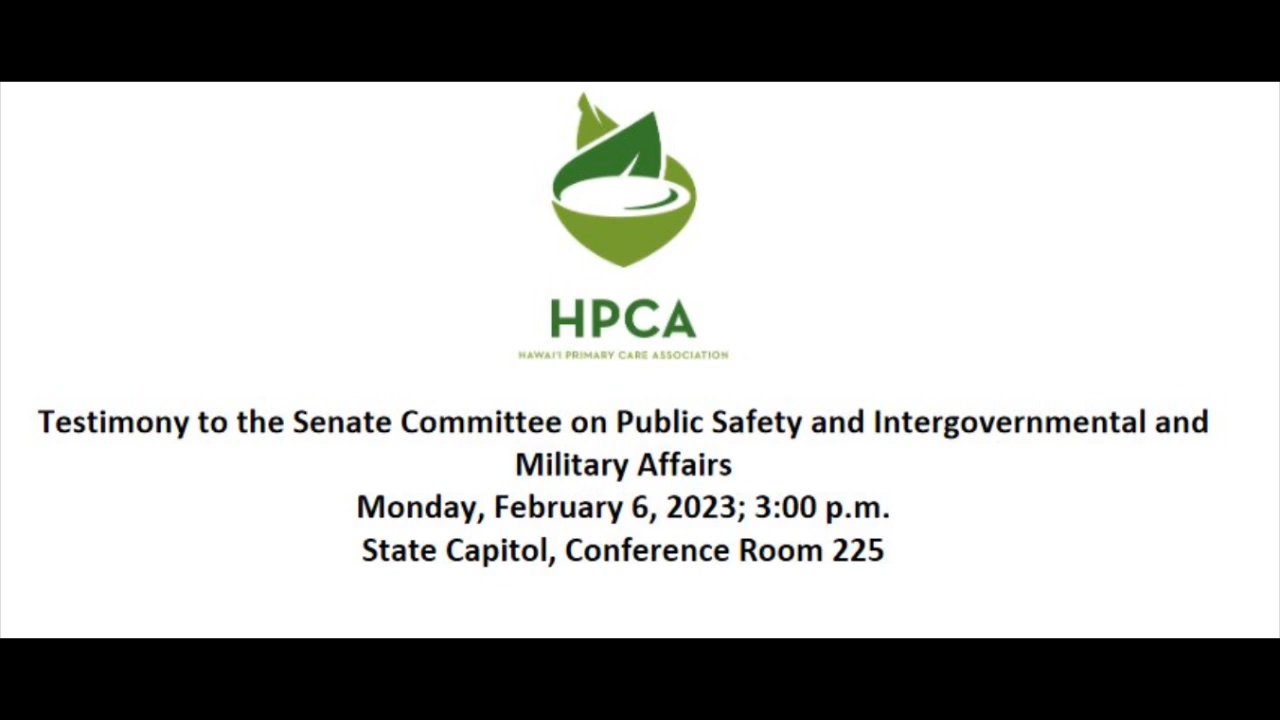 HPCA
HAWAI'I PRIMARY CARE ASSOCIATION
Testimony to the Senate Committee on Public Safety and Intergovernmental and
Military Affairs
Monday, February 6, 2023; 3:00 p.m.
State Capitol, Conference Room 225